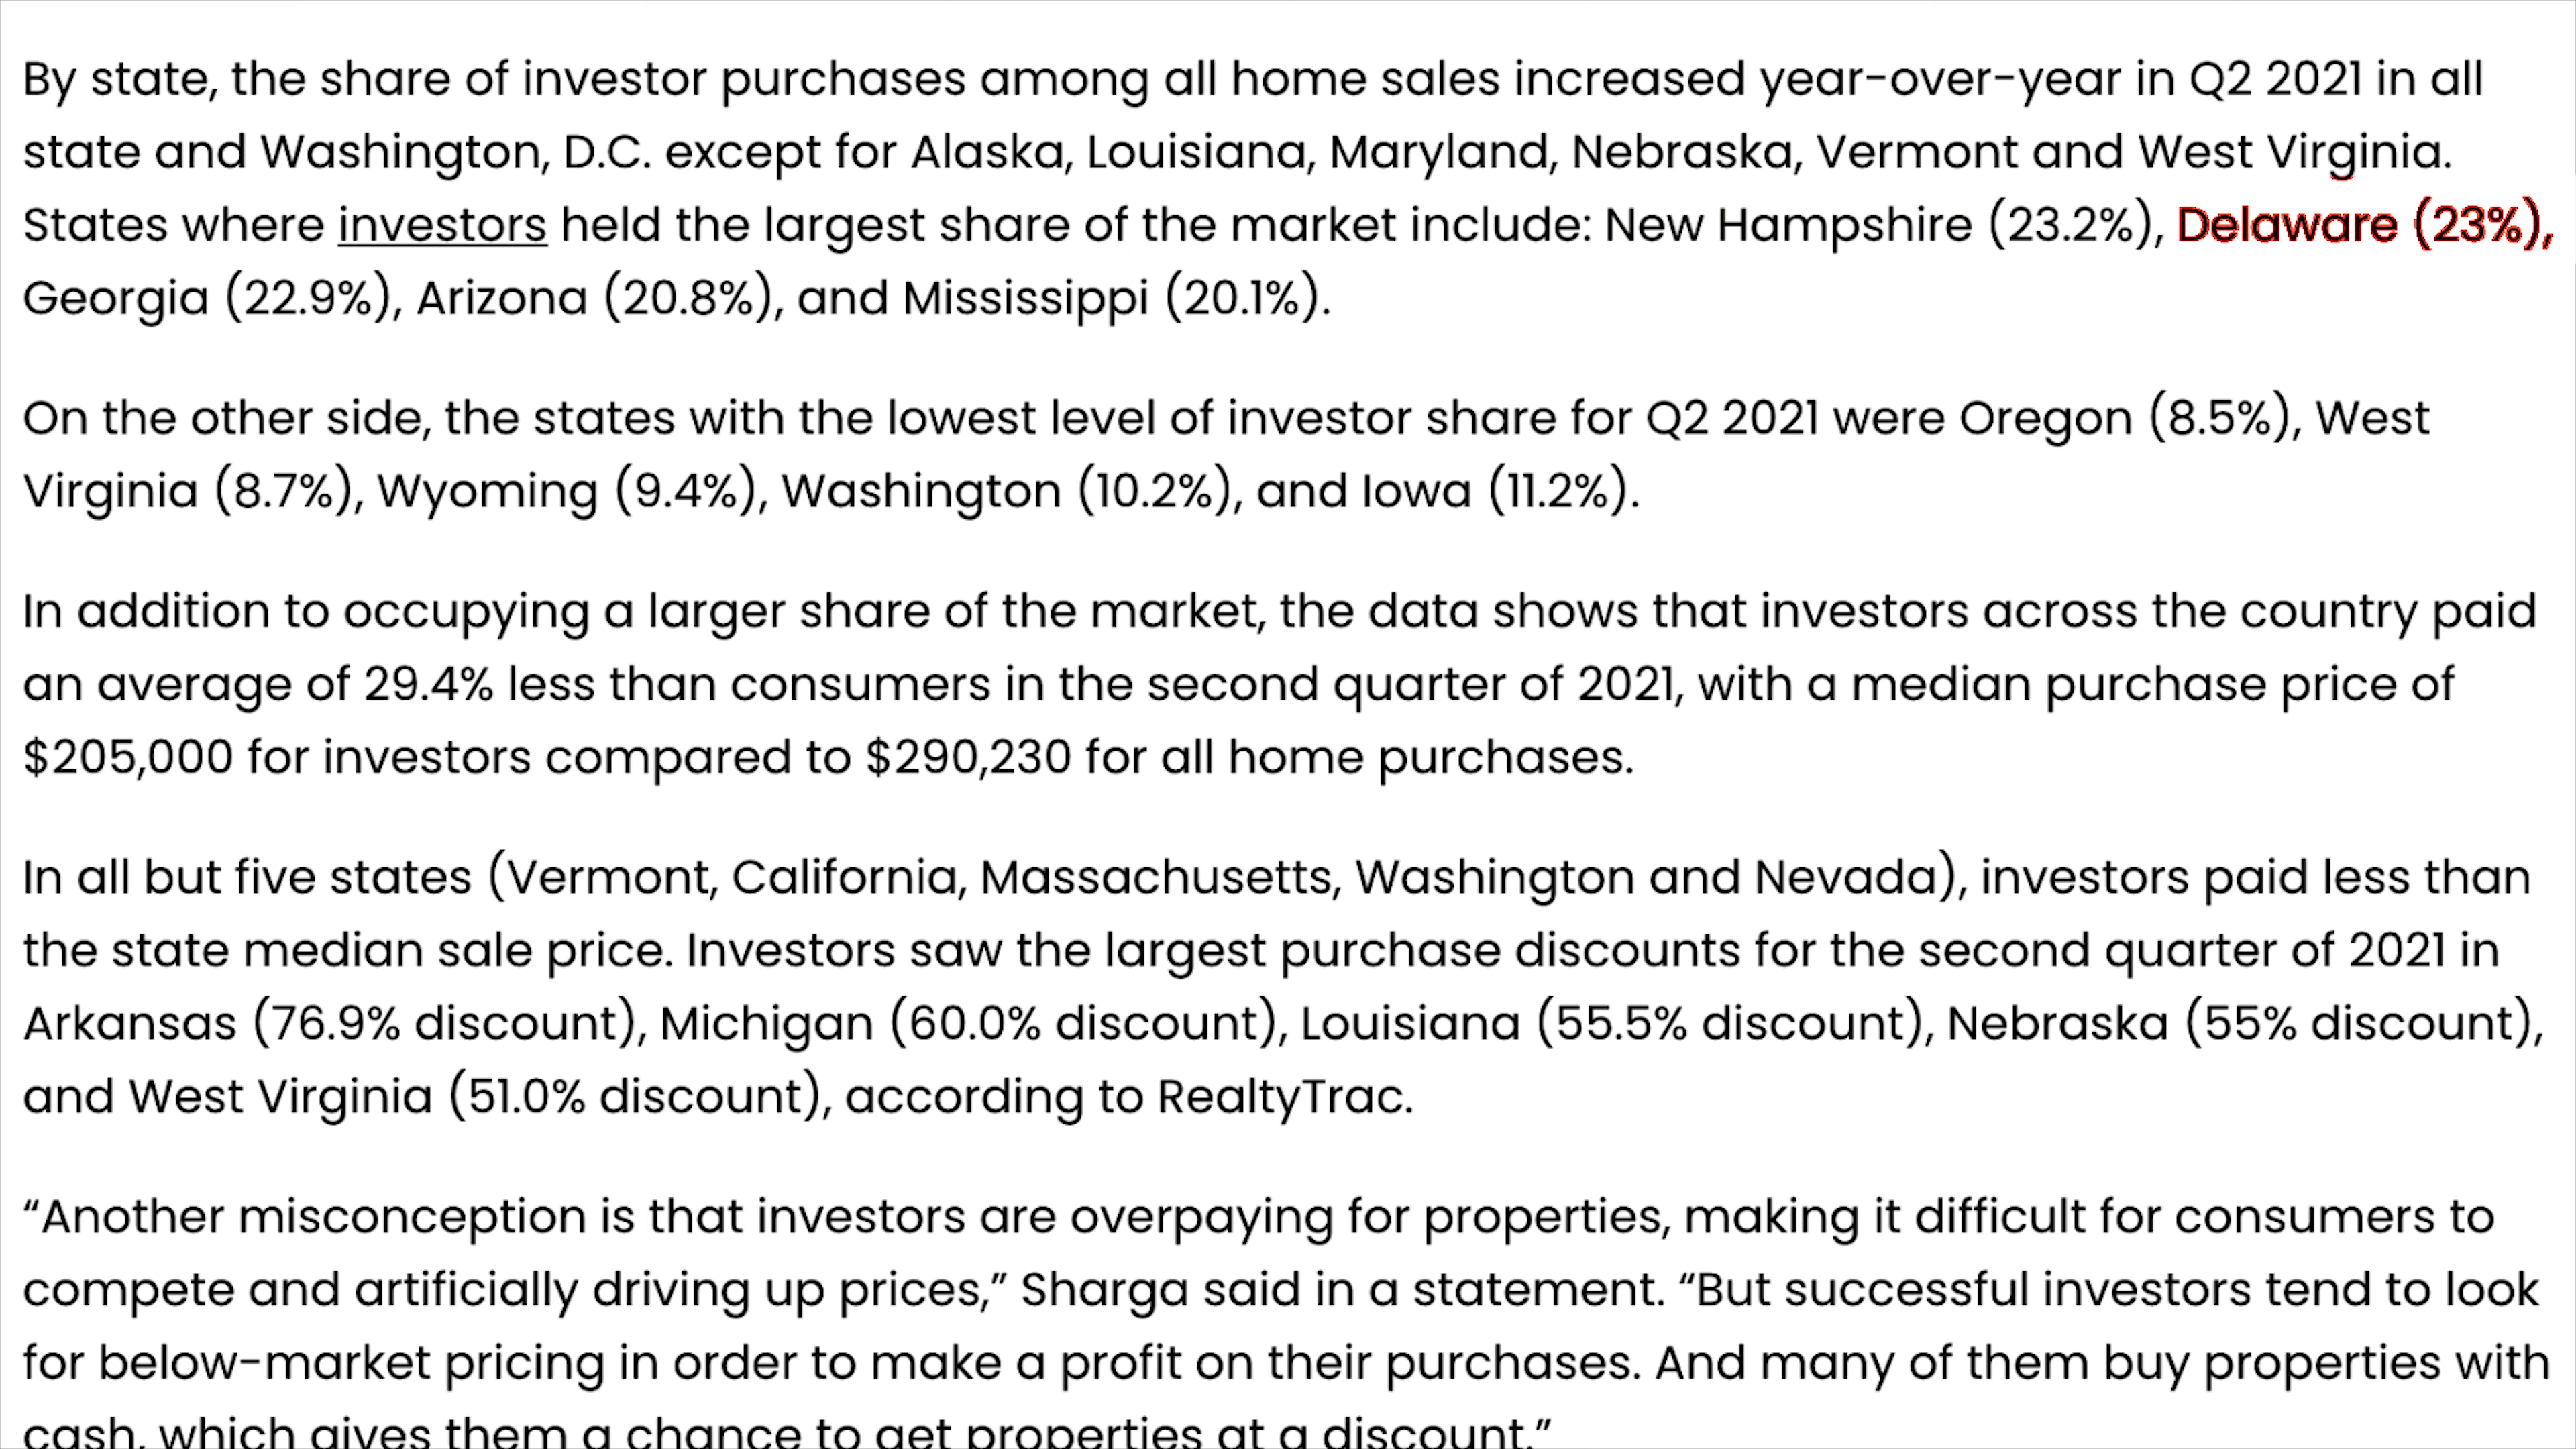 By state, the share of investor purchases among all home sales increased year-over-year in Q2 2021 in all
state and Washington, D.C. except for Alaska, Louisiana, Maryland, Nebraska, Vermont and West Virginia.
States where investors held the largest share of the market include: New Hampshire (23.2%), Delaware (23%),
Georgia (22.9%), Arizona (20.8%), and Mississippi (20.1%).
On the other side, the states with the lowest level of investor share for Q2 2021 were Oregon (8.5%), West
Virginia (8.7%), Wyoming (9.4%), Washington (10.2%), and Iowa (11.2%).
In addition to occupying a larger share of the market, the data shows that investors across the country paid
an average of 29.4% less than consumers in the second quarter of 2021, with a median purchase price of
$205,000 for investors compared to $290,230 for all home purchases.
In all but five states (Vermont, California, Massachusetts, Washington and Nevada), investors paid less than
the state median sale price. Investors saw the largest purchase discounts for the second quarter of 2021 in
Arkansas (76.9% discount), Michigan (60.0% discount), Louisiana (55.5% discount), Nebraska (55% discount),
and West Virginia (51.0% discount), according to RealtyTrac.
“Another misconception is that investors are overpaying for properties, making it difficult for consumers to
compete and artificially driving up prices,” Sharga said in a statement. “But successful investors tend to look
for below-market pricing in order to make a profit on their purchases. And many of them buy properties with
cash, which gives them a chance to get properties at a discount.”